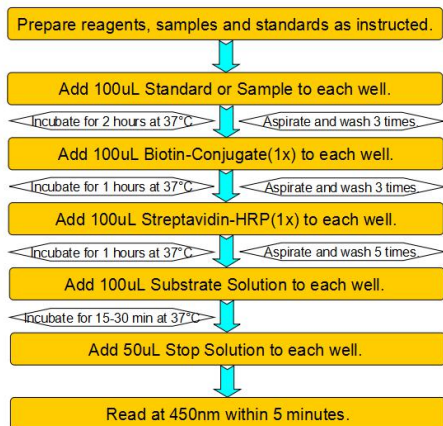 Prepare reagents, samples and standards as instructed.
Add 100uL Standard or Sample to each well.
Incubate for 2 hours at 37°C
Aspirate and wash 3 times.
Add 100uL Biotin-Conjugate(1x) to each well.
Incubate for 1 hours at 37°C
Aspirate and wash 3 times.
Add 100uL Streptavidin-HRP(1x) to each well.
Incubate for 1 hours at 37°C
Aspirate and wash 5 times.
Add 100uL Substrate Solution to each well.
Incubate for 15-30 min at 37°C
Add 50uL Stop Solution to each well.
Read at 450nm within 5 minutes.